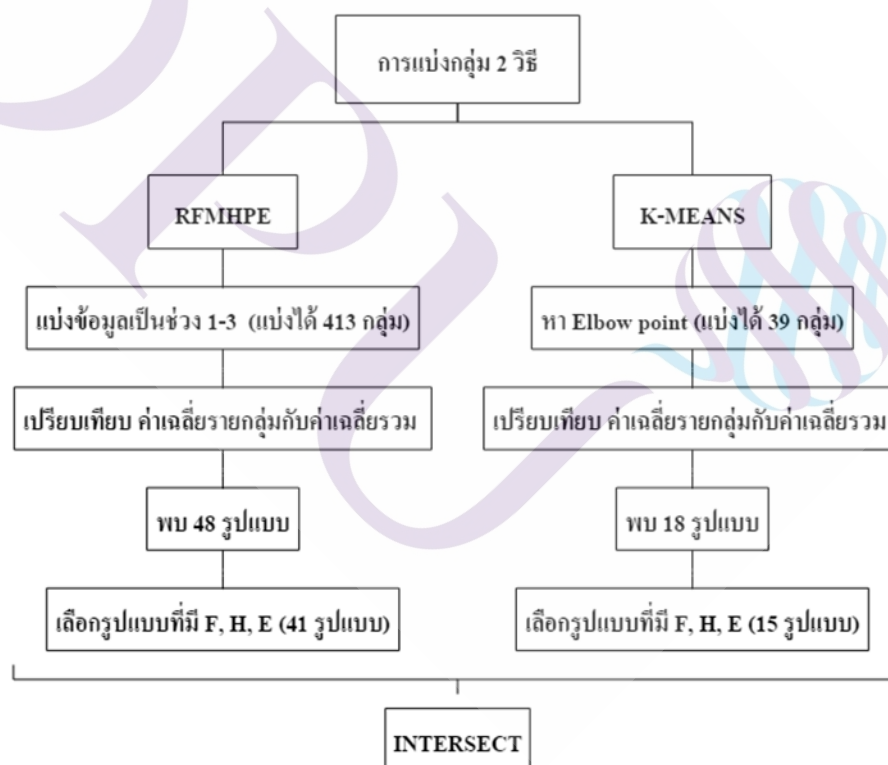 การแบ่งกลุ่ม 2 วิธี
RFMHPE
K-MEANS
แบ่งข้อมูลเป็นช่วง 1-3 (แบ่งได้ 413 กลุ่ม)
หา Elbow point (แบ่งได้ 39 กลุ่ม)
เปรียบเทียบ ค่าเฉลี่ยรายกลุ่มกับค่าเฉลี่ยรวม
เปรียบเทียบ ค่าเฉลี่ยรายกลุ่มกับค่าเฉลี่ยรวม
พบ 48 รูปแบบ
พบ 18 รูปแบบ
เลือกรูปแบบที่มี F, H, E (41 รูปแบบ)
เลือกรูปแบบที่มี F, H, E (15 รูปแบบ)
INTERSECT